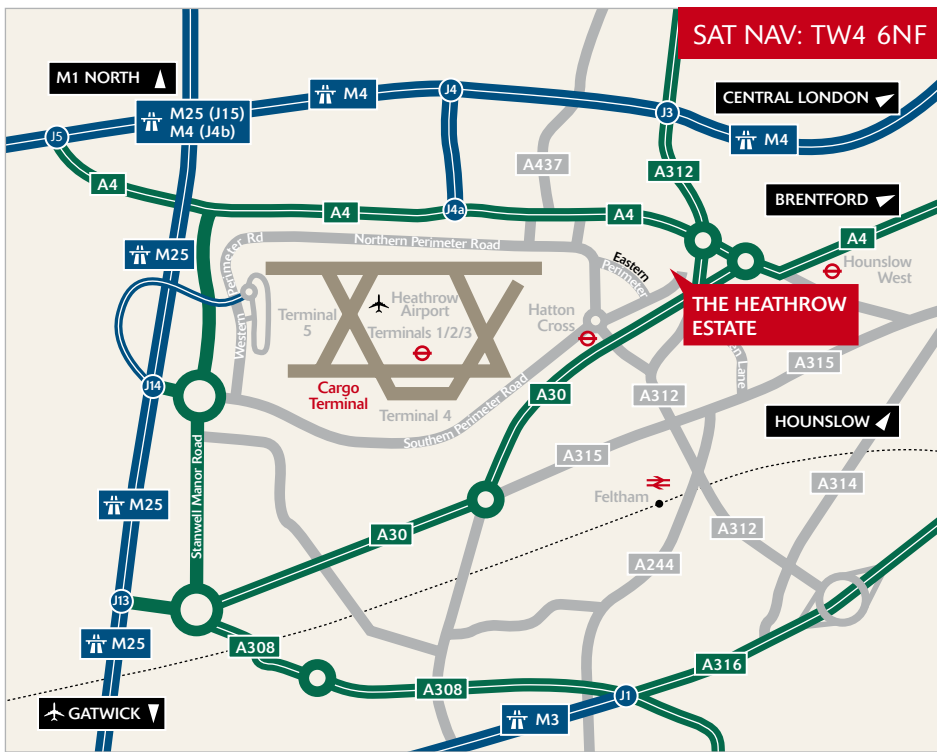 SAT NAV: TW4 6NF
M1 NORTH
M4
J4
CENTRAL LONDON
M25 (J15)
M4 (J4b)
J3
M4
J5
A437
A312
A4
BRENTFORD
J4a
A4
A4
A4
Northern Perimeter Road
M25
Western Perimeter Rd
Eastern
Perimeter
Hounslow
West
THE HEATHROW
ESTATE
Heathrow
Airport
Terminals 1/2/3
Terminal
5
Hatton
Cross
Lane
A315
J14
Cargo
Terminal
Terminal 4
A30
A312
Southern Perimeter Road
HOUNSLOW
A315
A314
Stanwell Manor Road
M25
Feltham
A30
A312
A244
J13
M25
A308
A316
A308
J1
GATWICK
M3